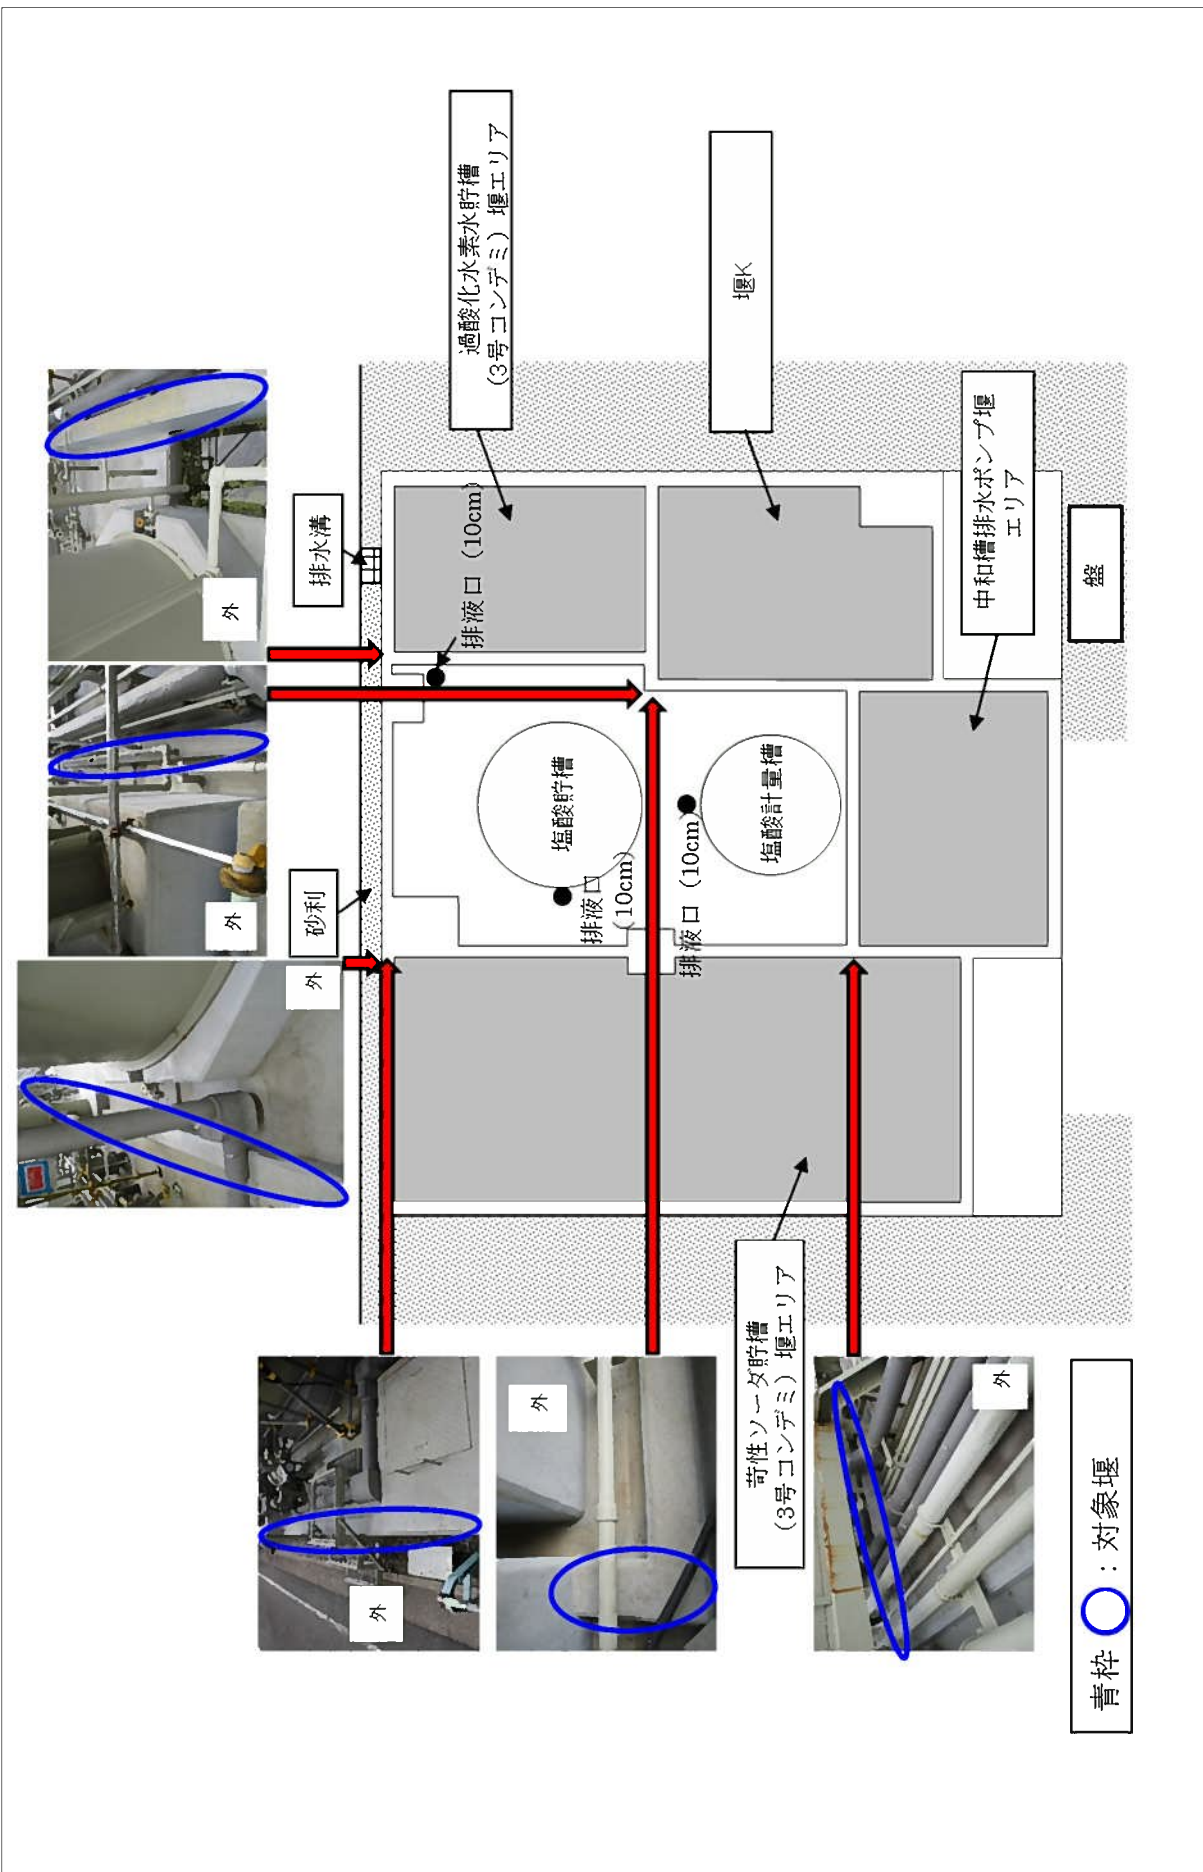 過酸化水素水貯槽
（3号コンデミ）堰エリア
堰K
中和槽排水ポンプ堰
エリア
盤
排水溝
排液口（10cm）
外
外
砂利
外
塩酸貯槽
排液口
（10cm）
塩酸計量槽
排液口（10cm）
苛性ソーダ貯槽
（3号コンデミ）堰エリア
外
外
外
青枠 ：対象堰